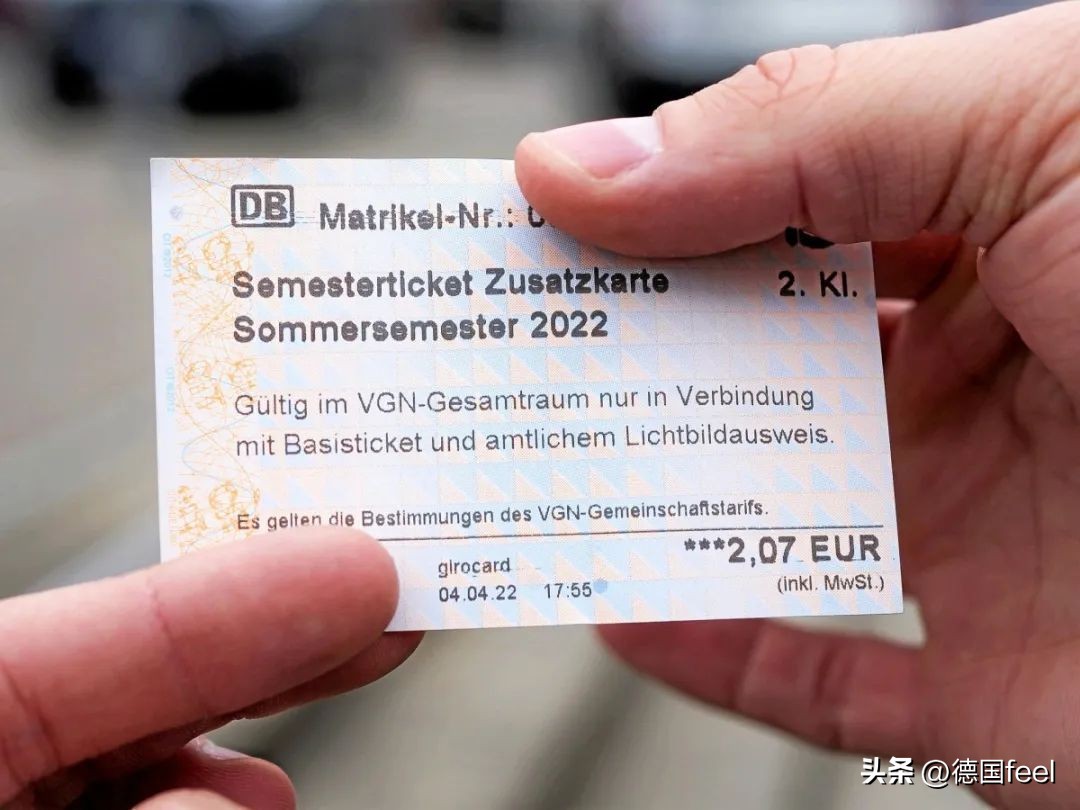 DB Matrikel-Nr.:
Semesterticket Zusatzkarte 2. Kl.
Sommersemester 2022
Gültig im VGN-Gesamtraum nur in Verbindung
mit Basisticket und amtlichem Lichtbildausweis.
Es gelten die Bestimmungen des VGN-Gemeinschaftstarifs.
***2,07 EUR
girocard
(inkl. MwSt.)
04.04.22 17:55
头条 @德国feel